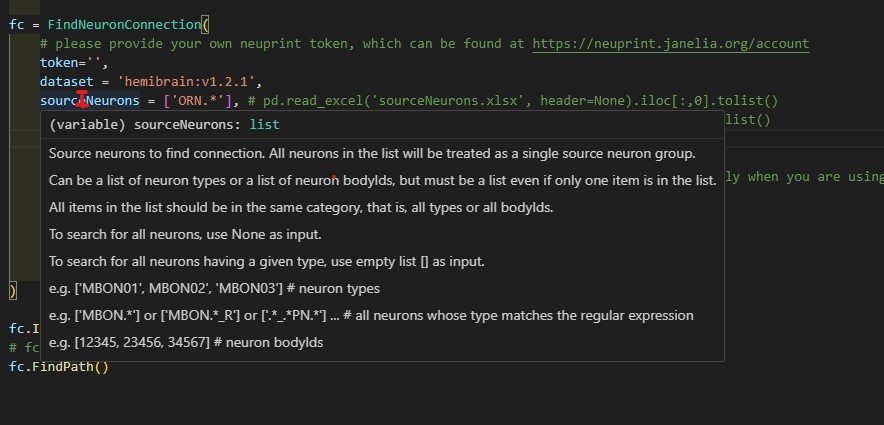 fc = FindNeuronConnection(
# please provide your own neuprint token, which can be found at https://neuprint.janelia.org/account
token='',
dataset = 'hemibrain:v1.2.1',
sourceNeurons = ['ORN.*'], # pd.read_excel('sourceNeurons.xlsx', header=None).iloc[:,0].tolist()
list()
(variable) sourceNeurons: list
Source neurons to find connection. All neurons in the list will be treated as a single source neuron group.
Can be a list of neuron types or a list of neuron bodyIds, but must be a list even if only one item is in the list.
ly when you are using
All items in the list should be in the same category, that is, all types or all bodyIds.
To search for all neurons, use None as input.
To search for all neurons having a given type, use empty list [] as input.
e.g. ['MBON01', MBON02', 'MBON03'] # neuron types
)
e.g. ['MBON.*'] or ['MBON.*_R'] or ['.*_.*PN.*'] ... # all neurons whose type matches the regular expression
fc.I
e.g. [12345, 23456, 34567] # neuron bodyIds
# fc
fc.FindPath()